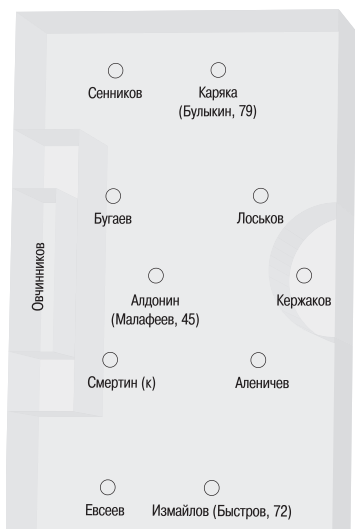 Сенников
Каряка
(Булыкин, 79)
Бугаев
Лоськов
Овчинников
Алдонин
(Малафеев, 45)
Кержаков
Смертин (к)
Аленичев
Евсеев
Измайлов (Быстров, 72)